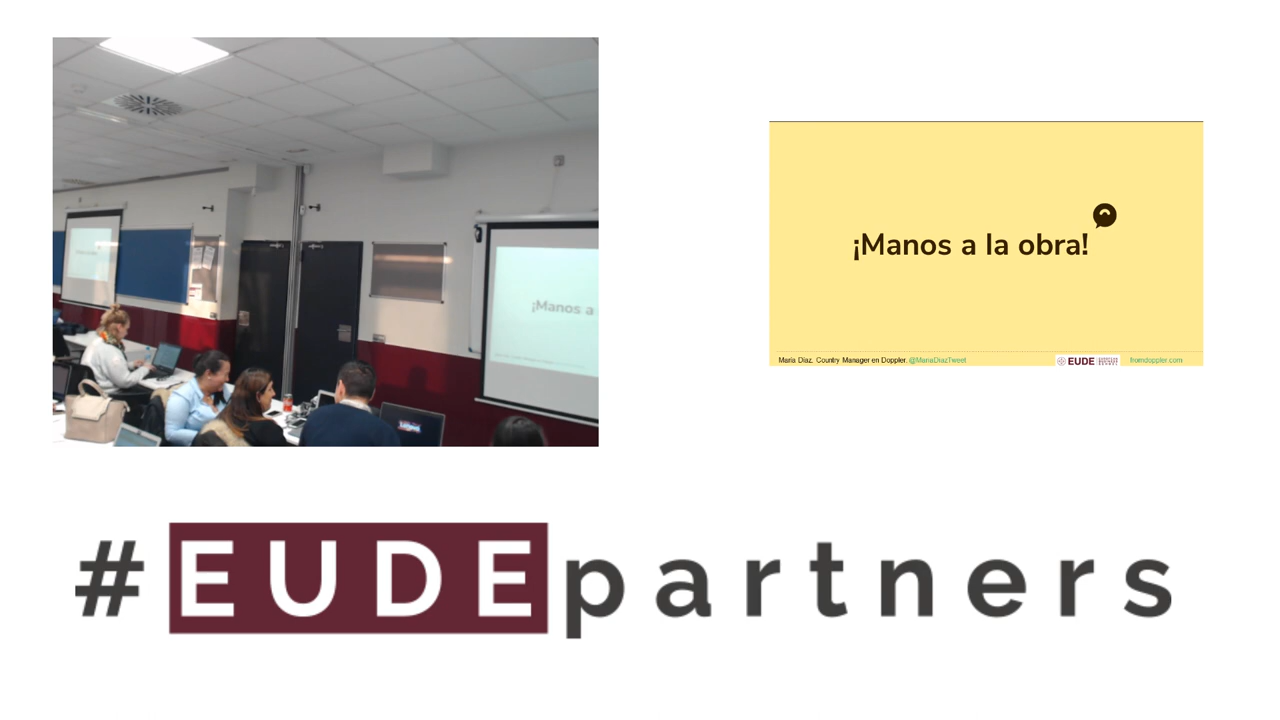 ¡Manos a
¡Manos a la obra!
María Díaz. Country Manager en Doppler. @MariaDiazTweet
EUDE
fromdoppler.com
#EUDEpartners